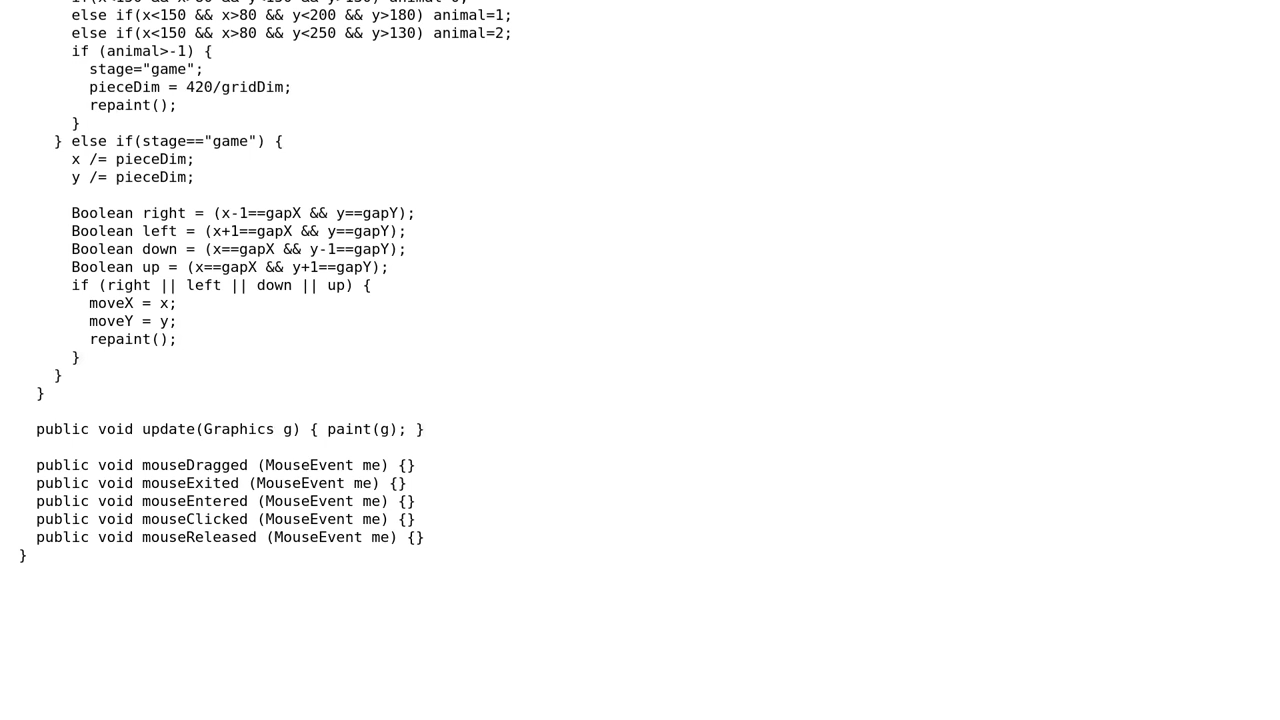 else if(x<150 && x>80 && y<200 && y>180) animal=1;
else if(x<150 && x>80 && y<250 && y>130) animal=2;
if (animal>-1) {
stage="game";
pieceDim = 420/gridDim;
repaint();
}
} else if(stage=="game") {
x /= pieceDim;
y /= pieceDim;
Boolean right = (x-1==gapX && y==gapY);
Boolean left = (x+1==gapX && y==gapY);
Boolean down = (x==gapX && y-1==gapY);
Boolean up = (x==gapX && y+1==gapY);
if (right || left || down || up) {
moveX = x;
moveY = y;
repaint();
}
}
}
public void update(Graphics g) { paint(g); }
public void mouseDragged (MouseEvent me) {}
public void mouseExited (MouseEvent me) {}
public void mouseEntered (MouseEvent me) {}
public void mouseClicked (MouseEvent me) {}
public void mouseReleased (MouseEvent me) {}
}